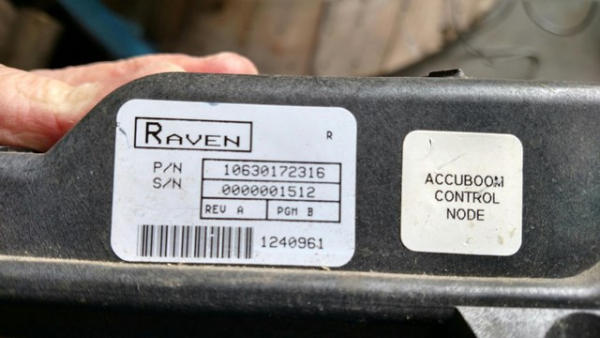 RAVEN
R
P/N 10630172316
S/N 0000001512
REV A PGM B
1240961
ACCUBOOM
CONTROL
NODE